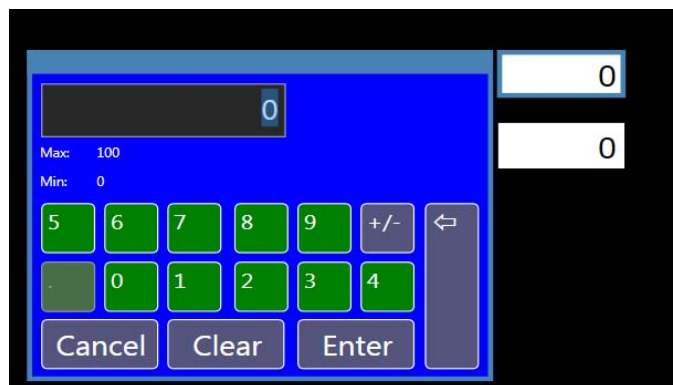 0
0
0
Max: 100
Min: 0
5 6 7 8 9 +/- ⇦
. 0 1 2 3 4
Cancel Clear Enter